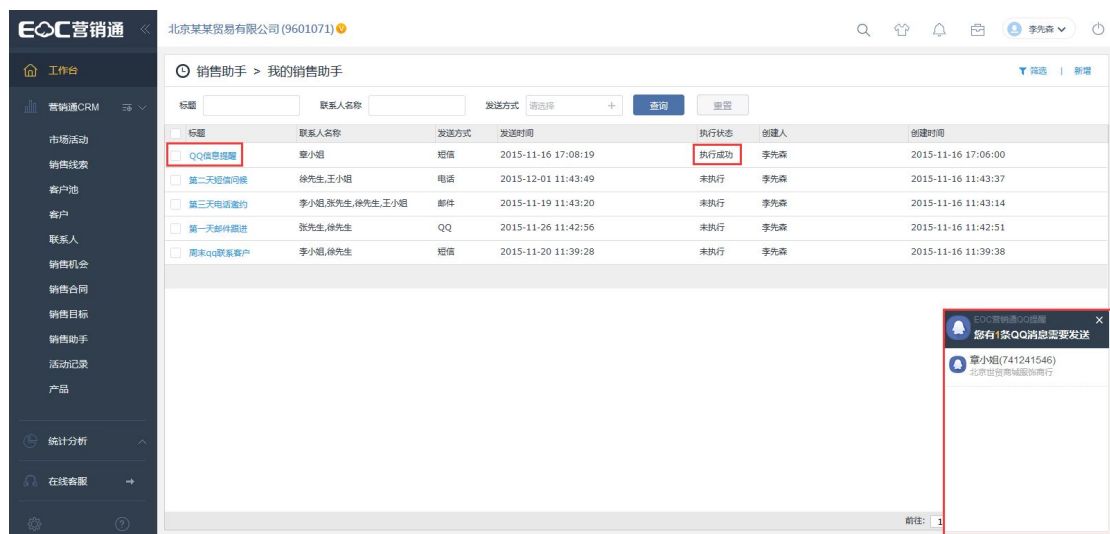 EOC营销通 «
北京某某贸易有限公司(9601071) V
李先森
工作台
营销通CRM
市场活动
销售线索
客户池
客户
联系人
销售机会
销售合同
销售目标
销售助手
活动记录
产品
统计分析
在线客服 →
?
销售助手 > 我的销售助手
筛选 | 新增
标题 联系人名称 发送方式 请选择 + 查询 重置
标题 联系人名称 发送方式 发送时间 执行状态 创建人 创建时间
QQ信息提醒 章小姐 短信 2015-11-16 17:08:19 执行成功 李先森 2015-11-16 17:06:00
第二天短信问候 徐先生,王小姐 电话 2015-12-01 11:43:49 未执行 李先森 2015-11-16 11:43:37
第三天电话邀约 李小姐,张先生,徐先生,王小姐 邮件 2015-11-19 11:43:20 未执行 李先森 2015-11-16 11:43:14
第一天邮件跟进 张先生,徐先生 QQ 2015-11-26 11:42:56 未执行 李先森 2015-11-16 11:42:51
周末qq联系客户 李小姐,徐先生 短信 2015-11-20 11:39:28 未执行 李先森 2015-11-16 11:39:38
EOC营销通QQ提醒 ×
您有1条QQ消息需要发送
章小姐(741241546)
北京世贸商城服饰商行
前往: 1